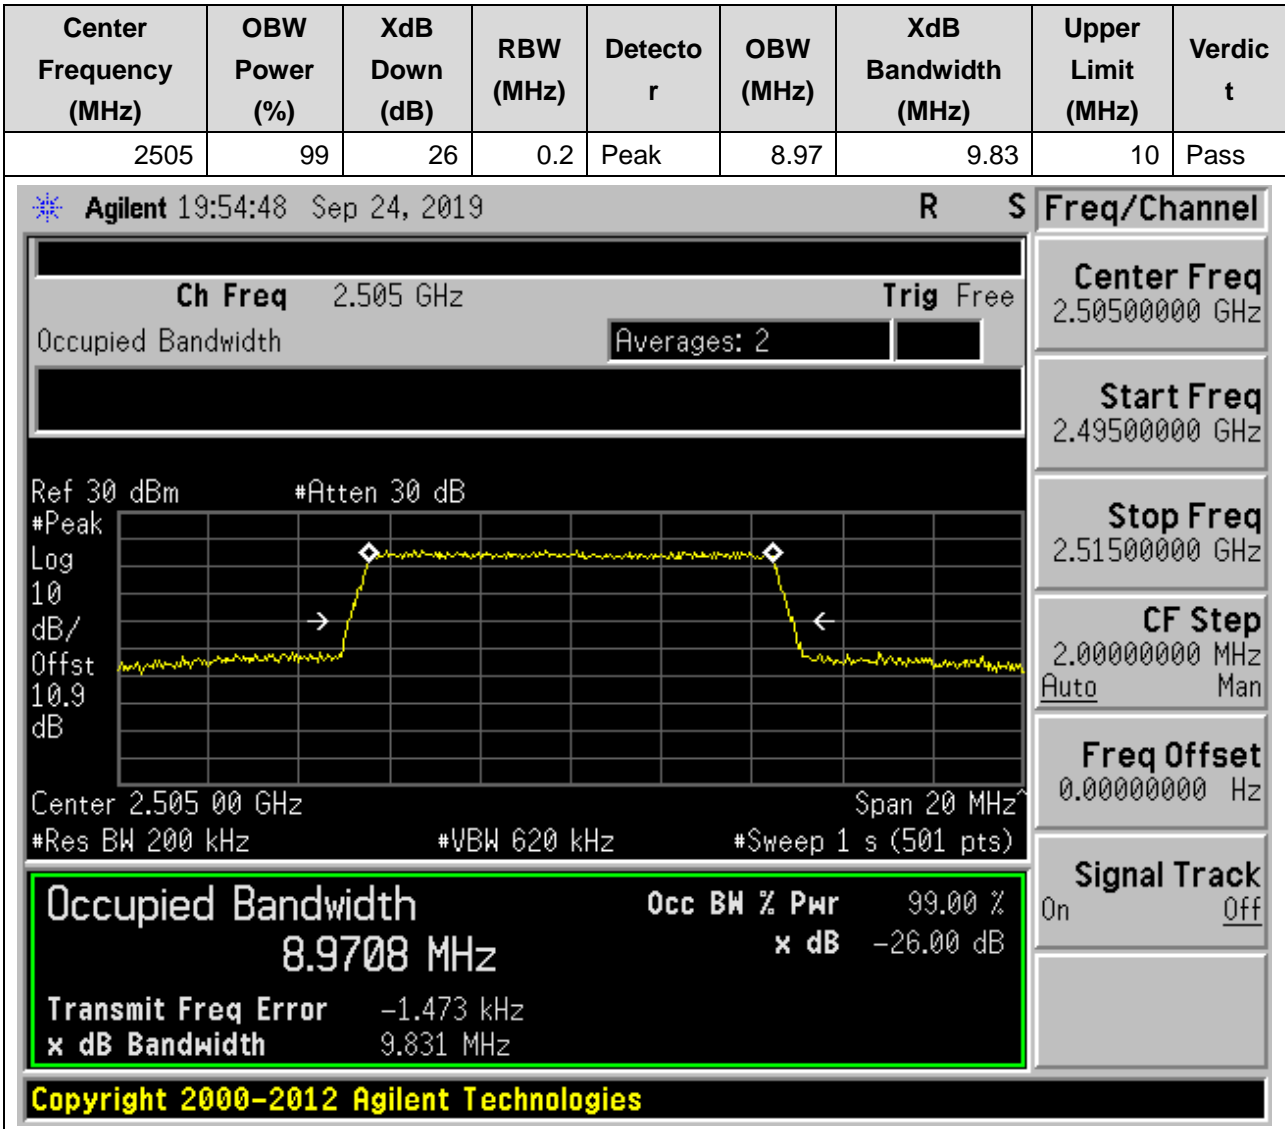 Center Frequency (MHz) OBW Power (%) XdB Down (dB) RBW (MHz) Detector OBW (MHz) XdB Bandwidth (MHz) Upper Limit (MHz) Verdict
2505 99 26 0.2 Peak 8.97 9.83 10 Pass
Agilent 19:54:48 Sep 24, 2019 R S Freq/Channel
Ch Freq 2.505 GHz Trig Free
Occupied Bandwidth Averages: 2
Center Freq
2.50500000 GHz
Start Freq
2.49500000 GHz
Stop Freq
2.51500000 GHz
CF Step
2.00000000 MHz
Auto Man
Freq Offset
0.00000000 Hz
Signal Track
On Off
Ref 30 dBm #Atten 30 dB
#Peak
Log
10
dB/
Offst
10.9
dB
Center 2.505 00 GHz Span 20 MHz^
#Res BW 200 kHz #VBW 620 kHz #Sweep 1 s (501 pts)
Occupied Bandwidth Occ BW % Pwr 99.00 %
8.9708 MHz x dB -26.00 dB
Transmit Freq Error -1.473 kHz
x dB Bandwidth 9.831 MHz
Copyright 2000-2012 Agilent Technologies